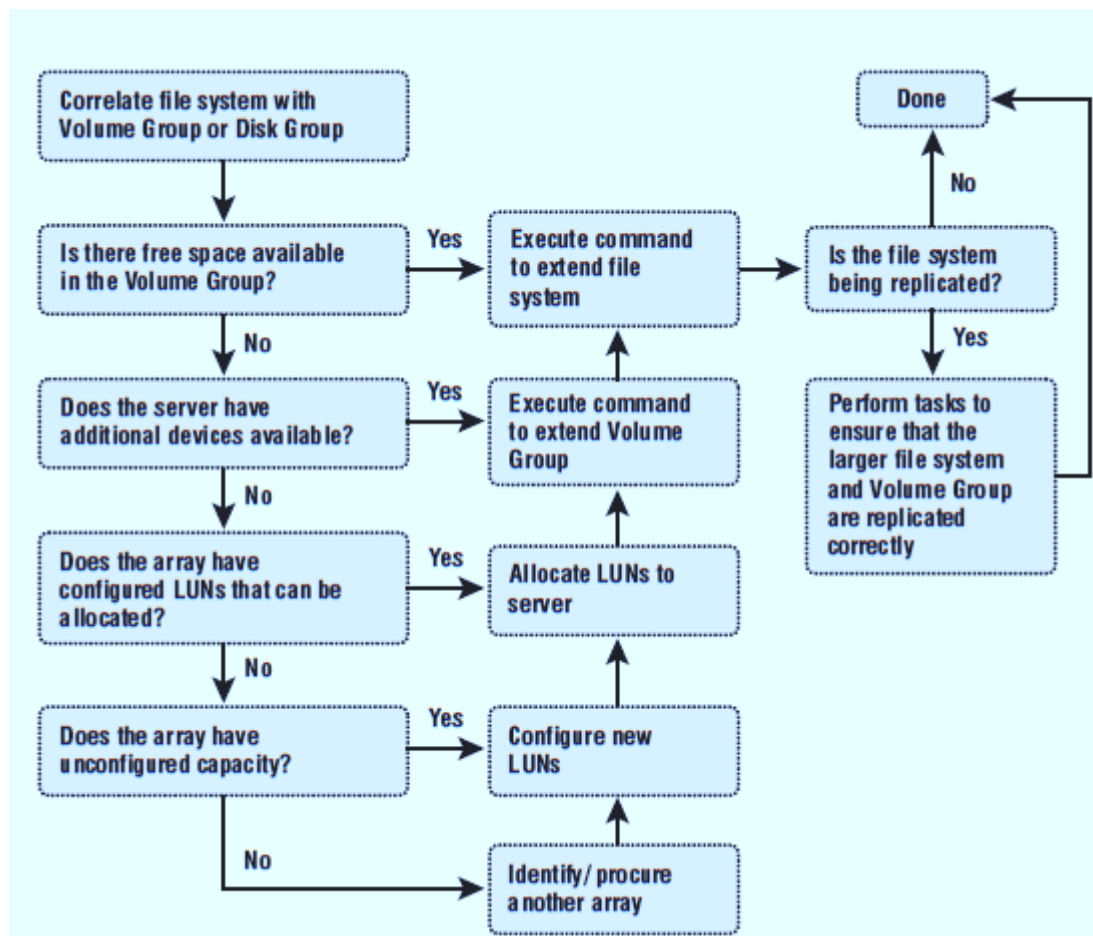 Correlate file system with
Volume Group or Disk Group
Done
No
Is there free space available
in the Volume Group?
Yes
Execute command
to extend file
system
Is the file system
being replicated?
No
Yes
Does the server have
additional devices available?
Yes
Execute command
to extend Volume
Group
Perform tasks to
ensure that the
larger file system
and Volume Group
are replicated
correctly
No
Does the array have
configured LUNs that can be
allocated?
Yes
Allocate LUNs to
server
No
Does the array have
unconfigured capacity?
Yes
Configure new
LUNs
No
Identify/ procure
another array